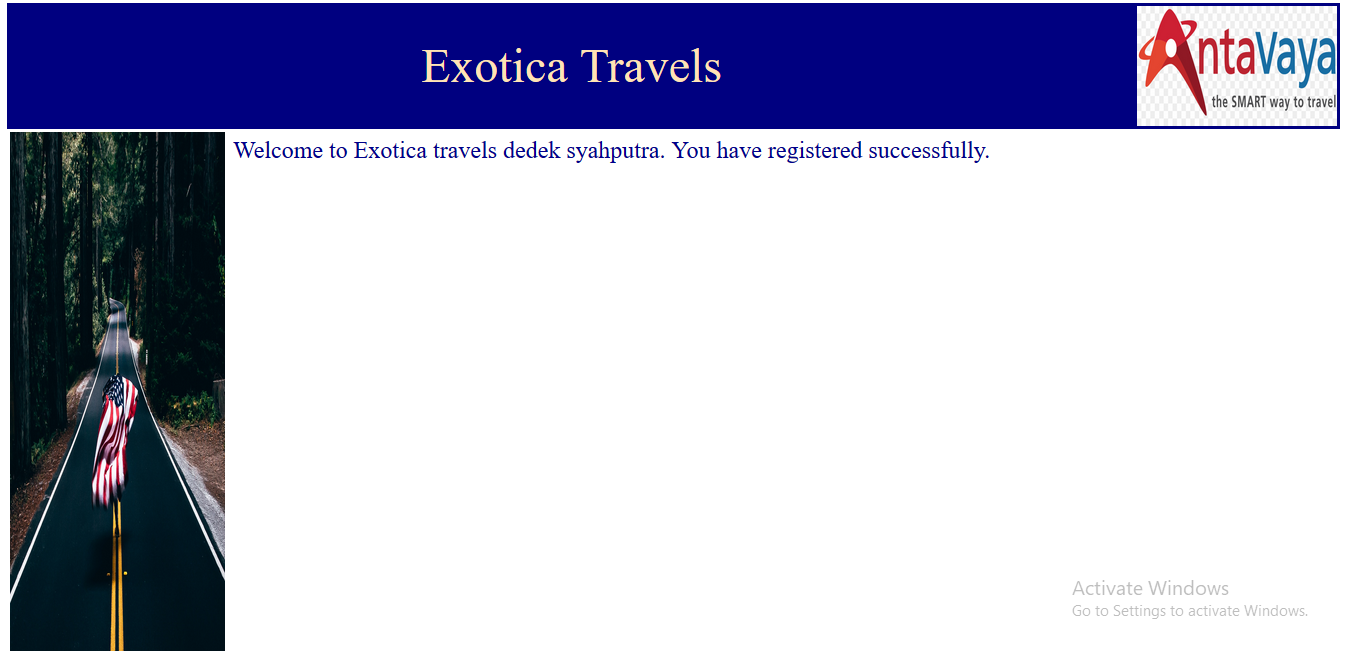 Exotica Travels
AntaVaya
the SMART way to travel
Welcome to Exotica travels dedek syahputra. You have registered successfully.
Activate Windows
Go to Settings to activate Windows.